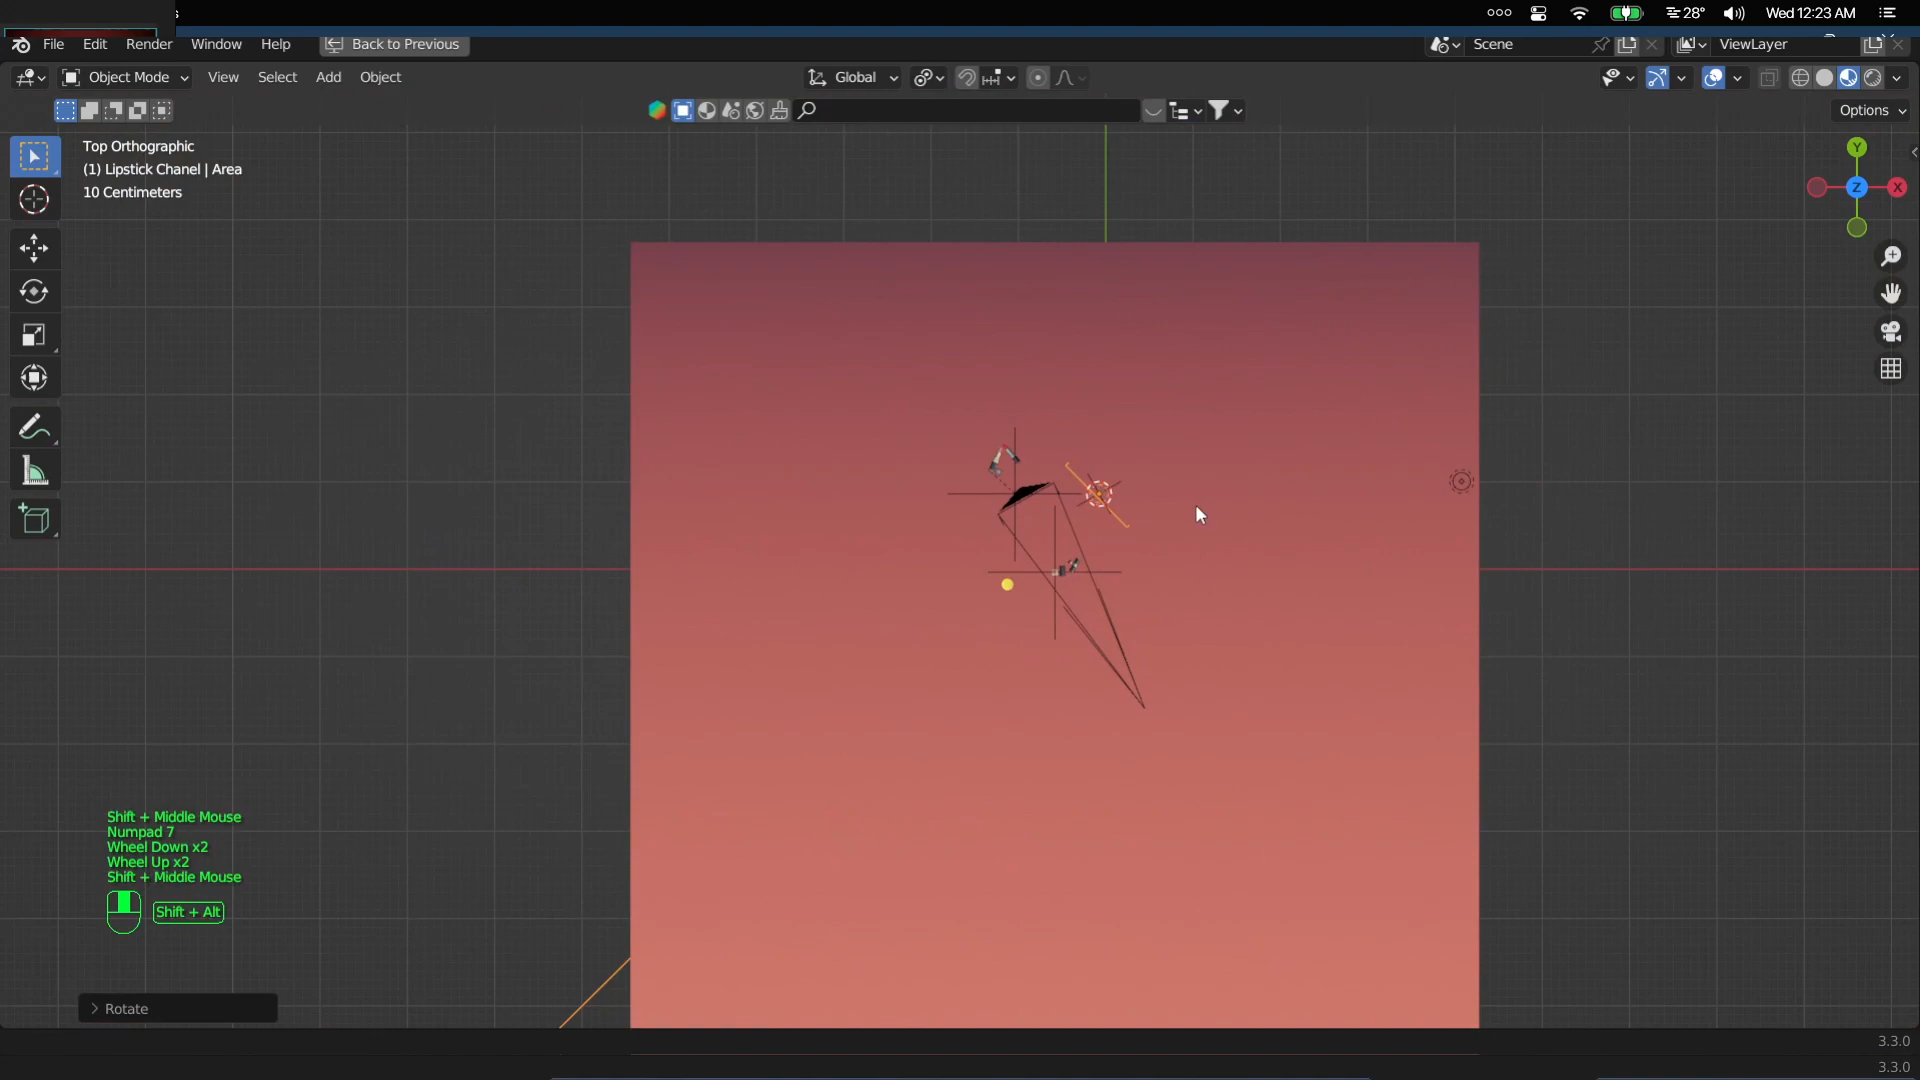 s
28°
Wed 12:23 AM
File
Edit
Render
Window
Help
Back to Previous
Scene
ViewLayer
Object Mode
View
Select
Add
Object
Global
Options
Top Orthographic
(1) Lipstick Chanel | Area
10 Centimeters
Y
Z
X
Shift + Middle Mouse
Numpad 7
Wheel Down x2
Wheel Up x2
Shift + Middle Mouse
Shift + Alt
Rotate
3.3.0
3.3.0